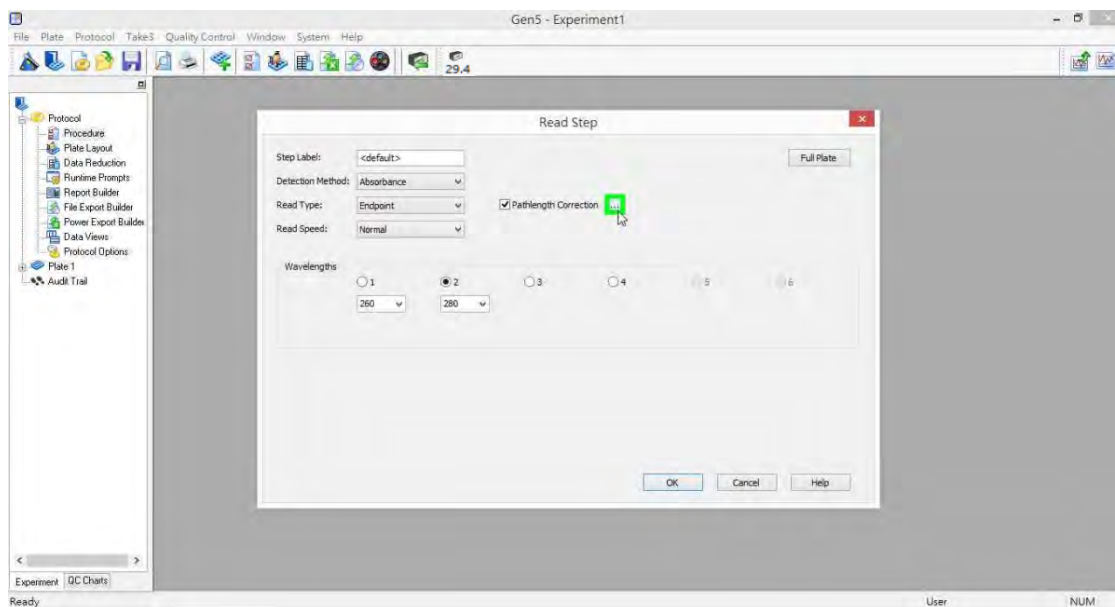 Gen5 - Experiment1
File Plate Protocol Take3 Quality Control Window System Help
29.4
Protocol
Procedure
Plate Layout
Data Reduction
Runtime Prompts
Report Builder
File Export Builder
Power Export Builder
Data Views
Protocol Options
Plate 1
Audit Trail
Read Step
Step Label: <default> Full Plate
Detection Method: Absorbance
Read Type: Endpoint Pathlength Correction ...
Read Speed: Normal
Wavelengths
1 2 3 4 5 6
260 280
OK Cancel Help
Experiment QC Charts
Ready User NUM